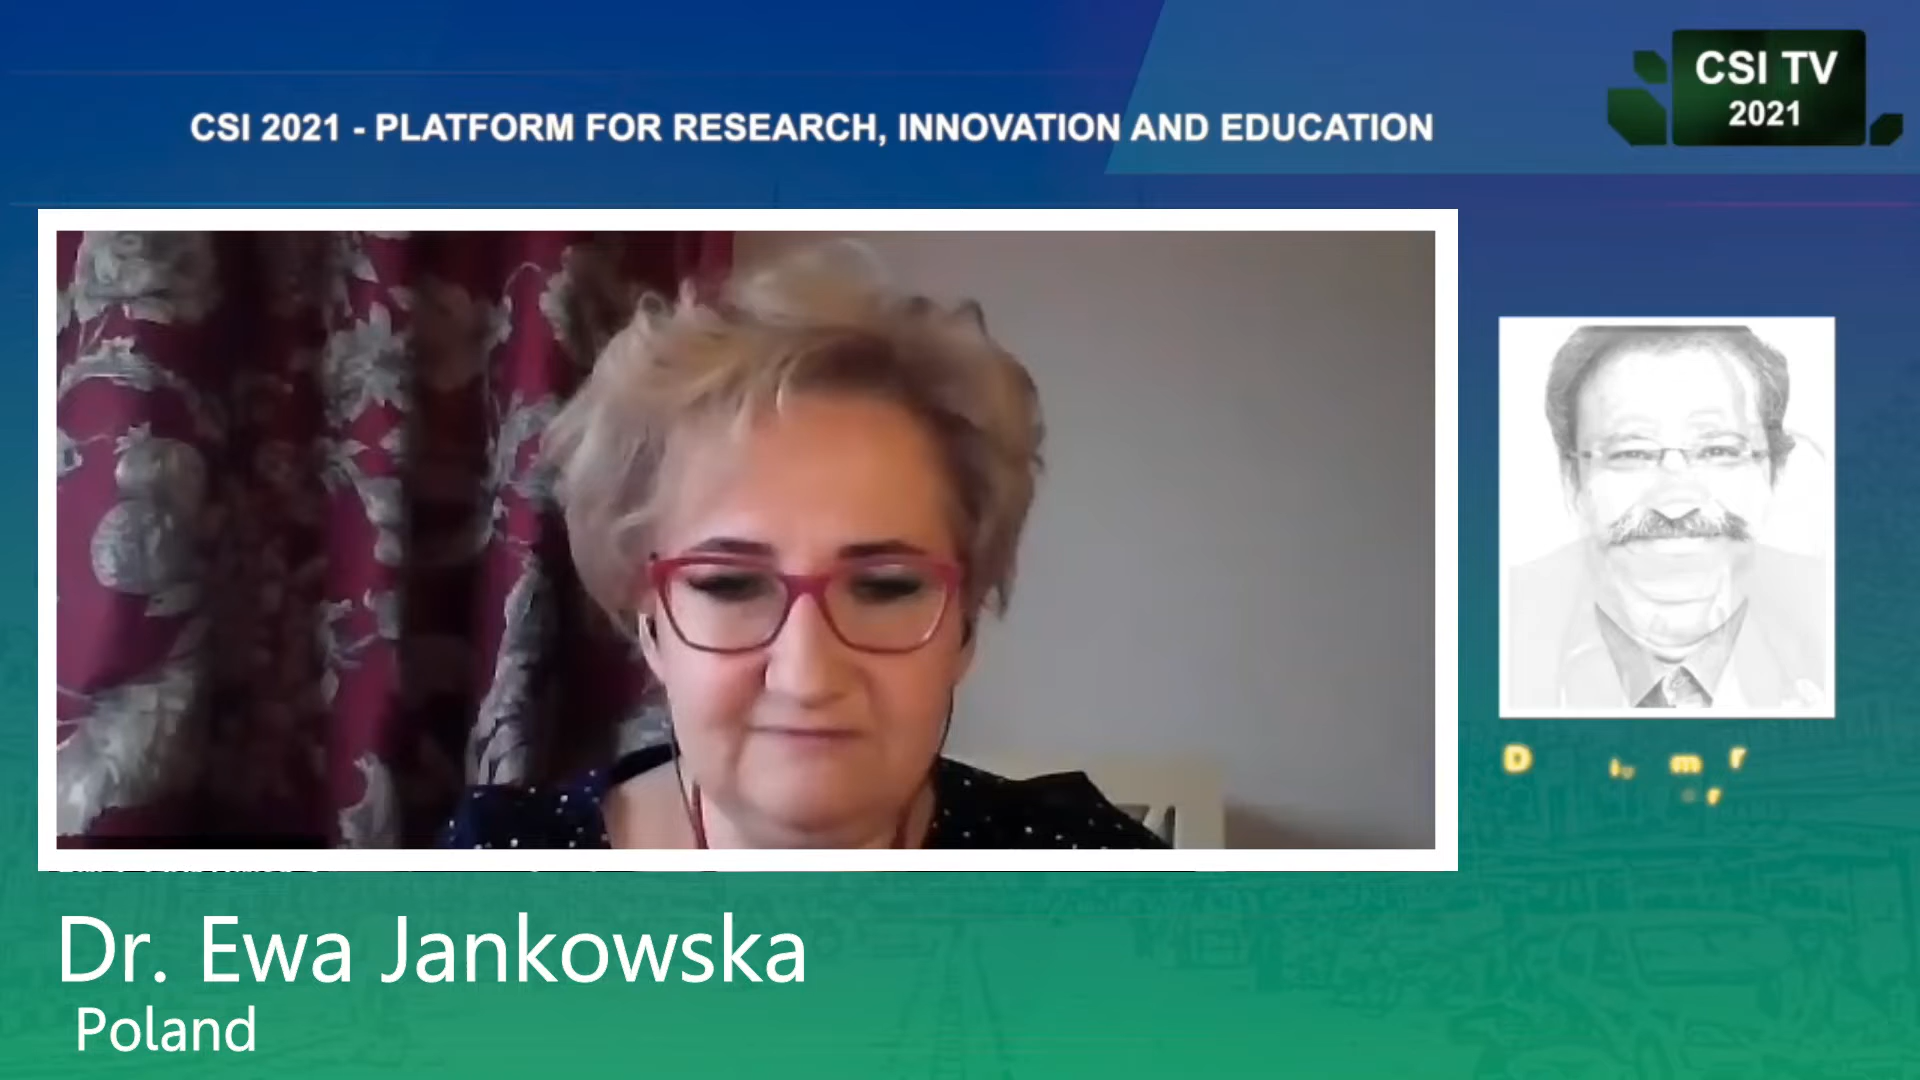 CSI TV
2021
CSI 2021 - PLATFORM FOR RESEARCH, INNOVATION AND EDUCATION
Dr. Ewa Jankowska
Poland